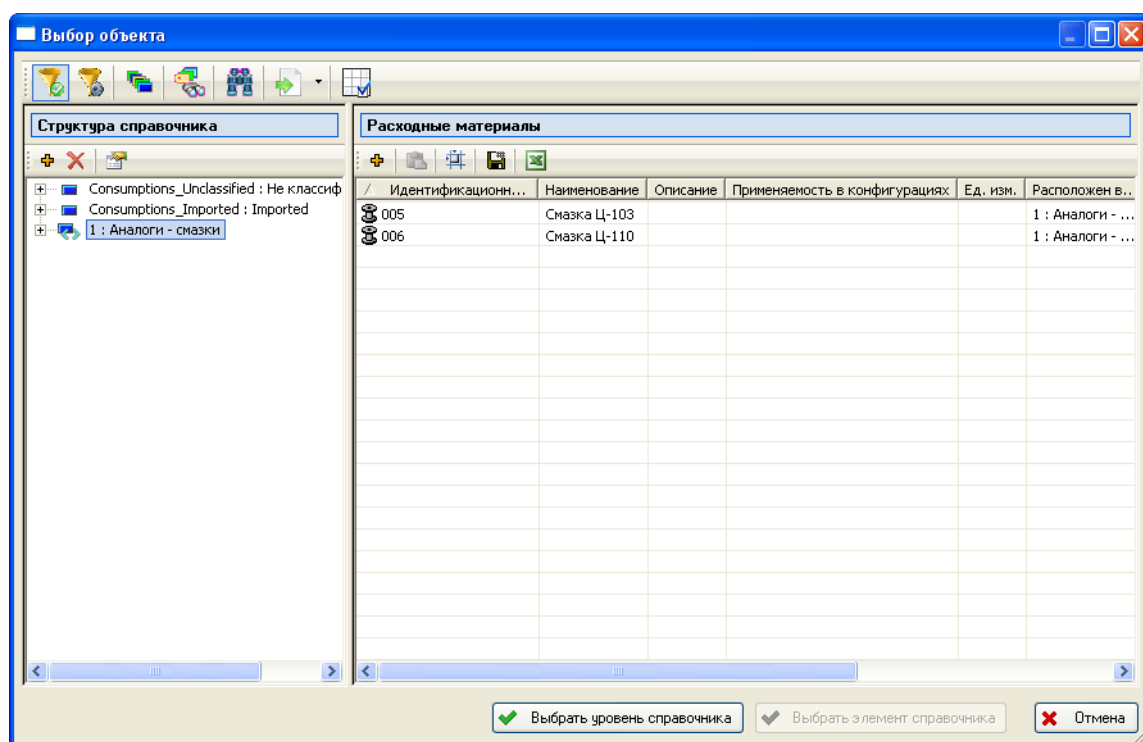 Выбор объекта
Структура справочника
Расходные материалы
Consumptions_Unclassified : Не классиф
Consumptions_Imported : Imported
1 : Аналоги - смазки
Идентификационн... Наименование Описание Применяемость в конфигурациях Ед. изм. Расположен в..
005 Смазка Ц-103 1 : Аналоги - ...
006 Смазка Ц-110 1 : Аналоги - ...
Выбрать уровень справочника Выбрать элемент справочника Отмена